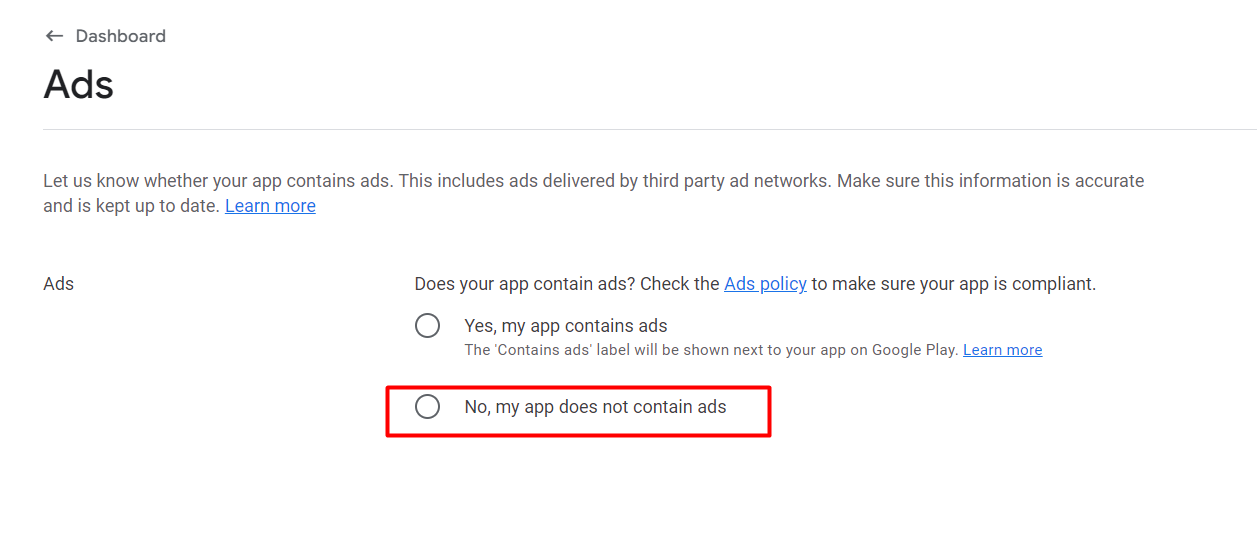 ← Dashboard
Ads
Let us know whether your app contains ads. This includes ads delivered by third party ad networks. Make sure this information is accurate
and is kept up to date. Learn more
Ads
Does your app contain ads? Check the Ads policy to make sure your app is compliant.
Yes, my app contains ads
The 'Contains ads' label will be shown next to your app on Google Play. Learn more
No, my app does not contain ads